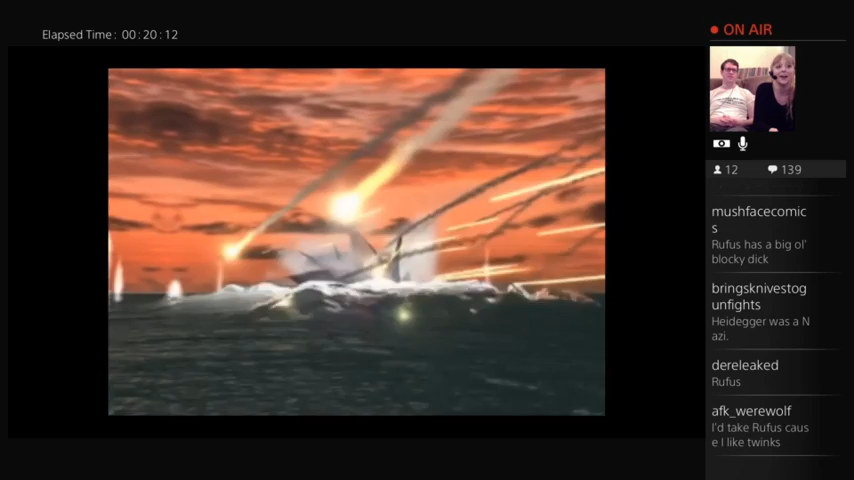 Elapsed Time: 00:20:12
ON AIR
12
139
mushfacecomic
s
Rufus has a big ol'
blocky dick
bringsknivestog
unfights
Heidegger was a N
azi.
dereleaked
Rufus
afk_werewolf
I'd take Rufus caus
e I like twinks